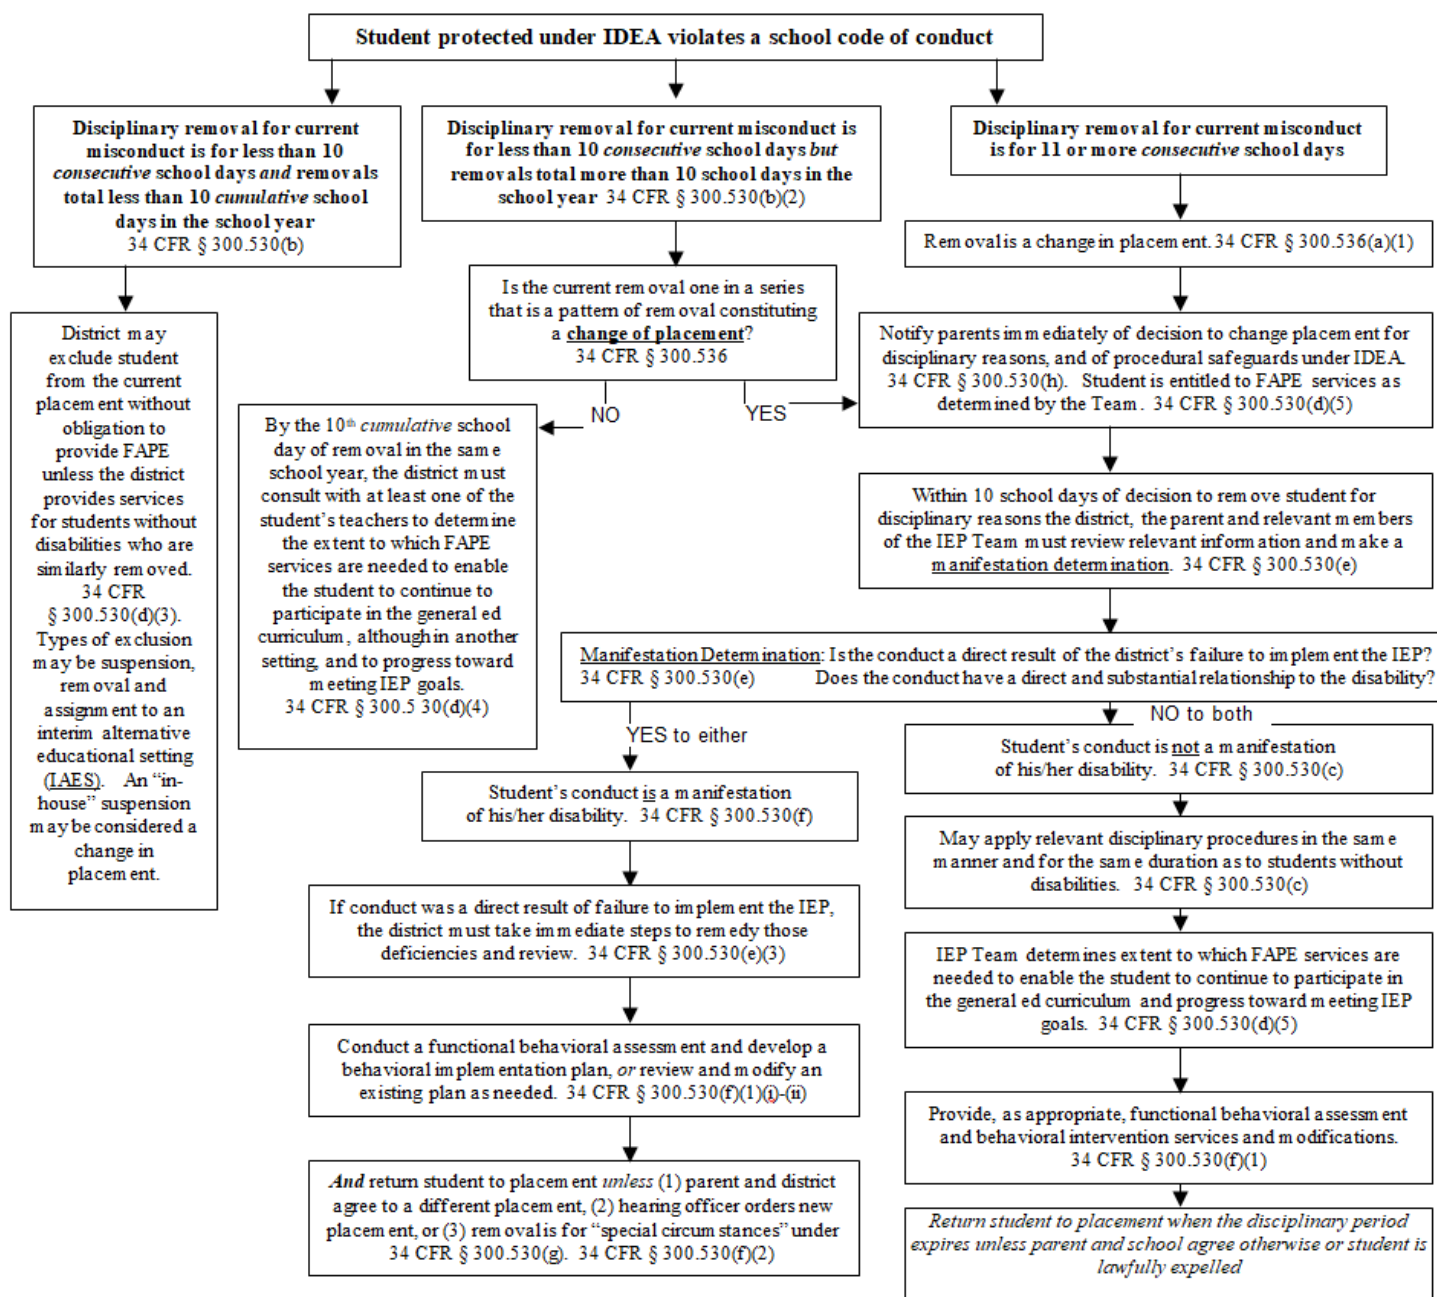 Student protected under IDEA violates a school code of conduct
Disciplinary removal for current
misconduct is for less than 10
consecutive school days and removals
total less than 10 cumulative school
days in the school year
34 CFR § 300.530(b)
Disciplinary removal for current misconduct is
for less than 10 consecutive school days but
removals total more than 10 school days in the
school year 34 CFR § 300.530(b)(2)
Disciplinary removal for current misconduct
is for 11 or more consecutive school days
Removal is a change in placement. 34 CFR § 300.536(a)(1)
Is the current removal one in a series
that is a pattern of removal constituting
a change of placement?
34 CFR § 300.536
NO
YES
District may
exclude student
from the current
placement without
obligation to
provide FAPE
unless the district
provides services
for students without
disabilities who are
similarly removed.
34 CFR
§ 300.530(d)(3).
Types of exclusion
may be suspension,
removal and
assignment to an
interim alternative
educational setting
(IAES). An “in-
house” suspension
may be considered a
change in
placement.
By the 10th cumulative school
day of removal in the same
school year, the district must
consult with at least one of the
student’s teachers to determine
the extent to which FAPE
services are needed to enable
the student to continue to
participate in the general ed
curriculum, although in another
setting, and to progress toward
meeting IEP goals.
34 CFR § 300.5 30(d)(4)
Notify parents immediately of decision to change placement for
disciplinary reasons, and of procedural safeguards under IDEA.
34 CFR § 300.530(h). Student is entitled to FAPE services as
determined by the Team. 34 CFR § 300.530(d)(5)
Within 10 school days of decision to remove student for
disciplinary reasons the district, the parent and relevant members
of the IEP Team must review relevant information and make a
manifestation determination. 34 CFR § 300.530(e)
Manifestation Determination: Is the conduct a direct result of the district’s failure to implement the IEP?
34 CFR § 300.530(e) Does the conduct have a direct and substantial relationship to the disability?
YES to either
NO to both
Student’s conduct is a manifestation
of his/her disability. 34 CFR § 300.530(f)
If conduct was a direct result of failure to implement the IEP,
the district must take immediate steps to remedy those
deficiencies and review. 34 CFR § 300.530(e)(3)
Conduct a functional behavioral assessment and develop a
behavioral implementation plan, or review and modify an
existing plan as needed. 34 CFR § 300.530(f)(1)(i)-(ii)
And return student to placement unless (1) parent and district
agree to a different placement, (2) hearing officer orders new
placement, or (3) removal is for “special circumstances” under
34 CFR § 300.530(g). 34 CFR § 300.530(f)(2)
Student’s conduct is not a manifestation
of his/her disability. 34 CFR § 300.530(c)
May apply relevant disciplinary procedures in the same
manner and for the same duration as to students without
disabilities. 34 CFR § 300.530(c)
IEP Team determines extent to which FAPE services are
needed to enable the student to continue to participate in
the general ed curriculum and progress toward meeting IEP
goals. 34 CFR § 300.530(d)(5)
Provide, as appropriate, functional behavioral assessment
and behavioral intervention services and modifications.
34 CFR § 300.530(f)(1)
Return student to placement when the disciplinary period
expires unless parent and school agree otherwise or student is
lawfully expelled